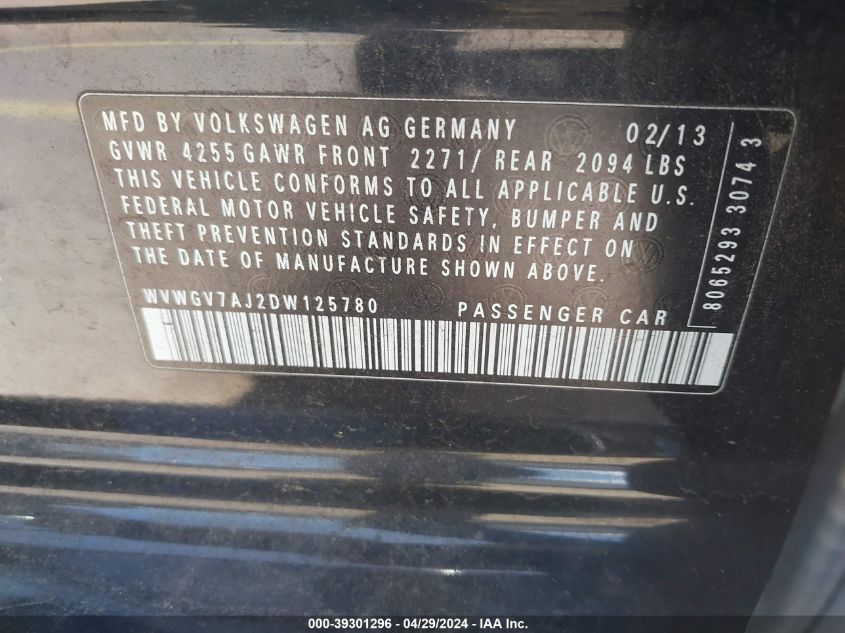 MFD BY VOLKSWAGEN AG GERMANY 02/13
GVWR 4255 GAWR FRONT 2271/ REAR 2094 LBS
THIS VEHICLE CONFORMS TO ALL APPLICABLE U.S.
FEDERAL MOTOR VEHICLE SAFETY, BUMPER AND
THEFT PREVENTION STANDARDS IN EFFECT ON
THE DATE OF MANUFACTURE SHOWN ABOVE.
WVWGV7AJ2DW125780 PASSENGER CAR
8065293 3074 3
000-39301296 - 04/29/2024 - IAAI Inc.